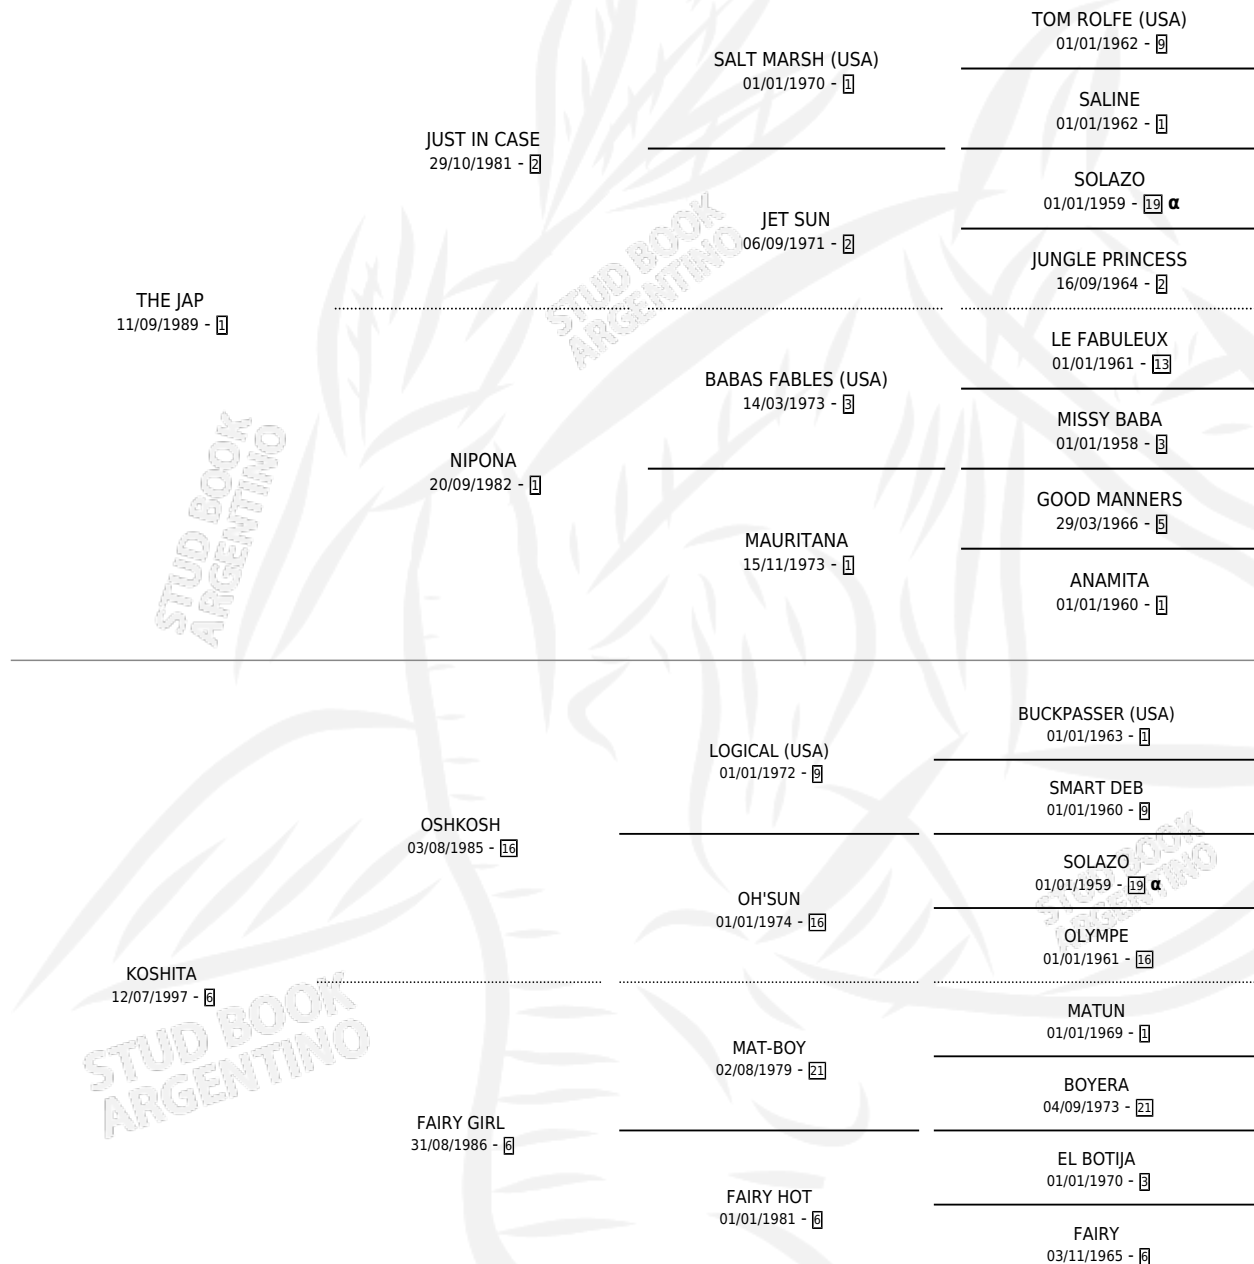 TOM ROLFE (USA)
01/01/1962 - 9
SALT MARSH (USA)
01/01/1970 - 1
SALINE
01/01/1962 - 1
JUST IN CASE
29/10/1981 - 2
SOLAZO
01/01/1959 - 19 α
JET SUN
06/09/1971 - 2
JUNGLE PRINCESS
16/09/1964 - 2
THE JAP
11/09/1989 - 1
LE FABULEUX
01/01/1961 - 13
BABAS FABLES (USA)
14/03/1973 - 3
MISSY BABA
01/01/1958 - 3
NIPONA
20/09/1982 - 1
GOOD MANNERS
29/03/1966 - 5
MAURITANA
15/11/1973 - 1
ANAMITA
01/01/1960 - 1
BUCKPASSER (USA)
01/01/1963 - 1
LOGICAL (USA)
01/01/1972 - 9
SMART DEB
01/01/1960 - 9
OSHKOSH
03/08/1985 - 16
SOLAZO
01/01/1959 - 19 α
OH'SUN
01/01/1974 - 16
OLYMPE
01/01/1961 - 16
KOSHITA
12/07/1997 - 6
MATUN
01/01/1969 - 1
MAT-BOY
02/08/1979 - 21
BOYERA
04/09/1973 - 21
FAIRY GIRL
31/08/1986 - 6
EL BOTIJA
01/01/1970 - 3
FAIRY HOT
01/01/1981 - 6
FAIRY
03/11/1965 - 6
STUD BOOK
ARGENTINO
STUD BOOK
ARGENTINO
STUD BOOK
ARGENTINO
STUD BOOK
ARGENTINO